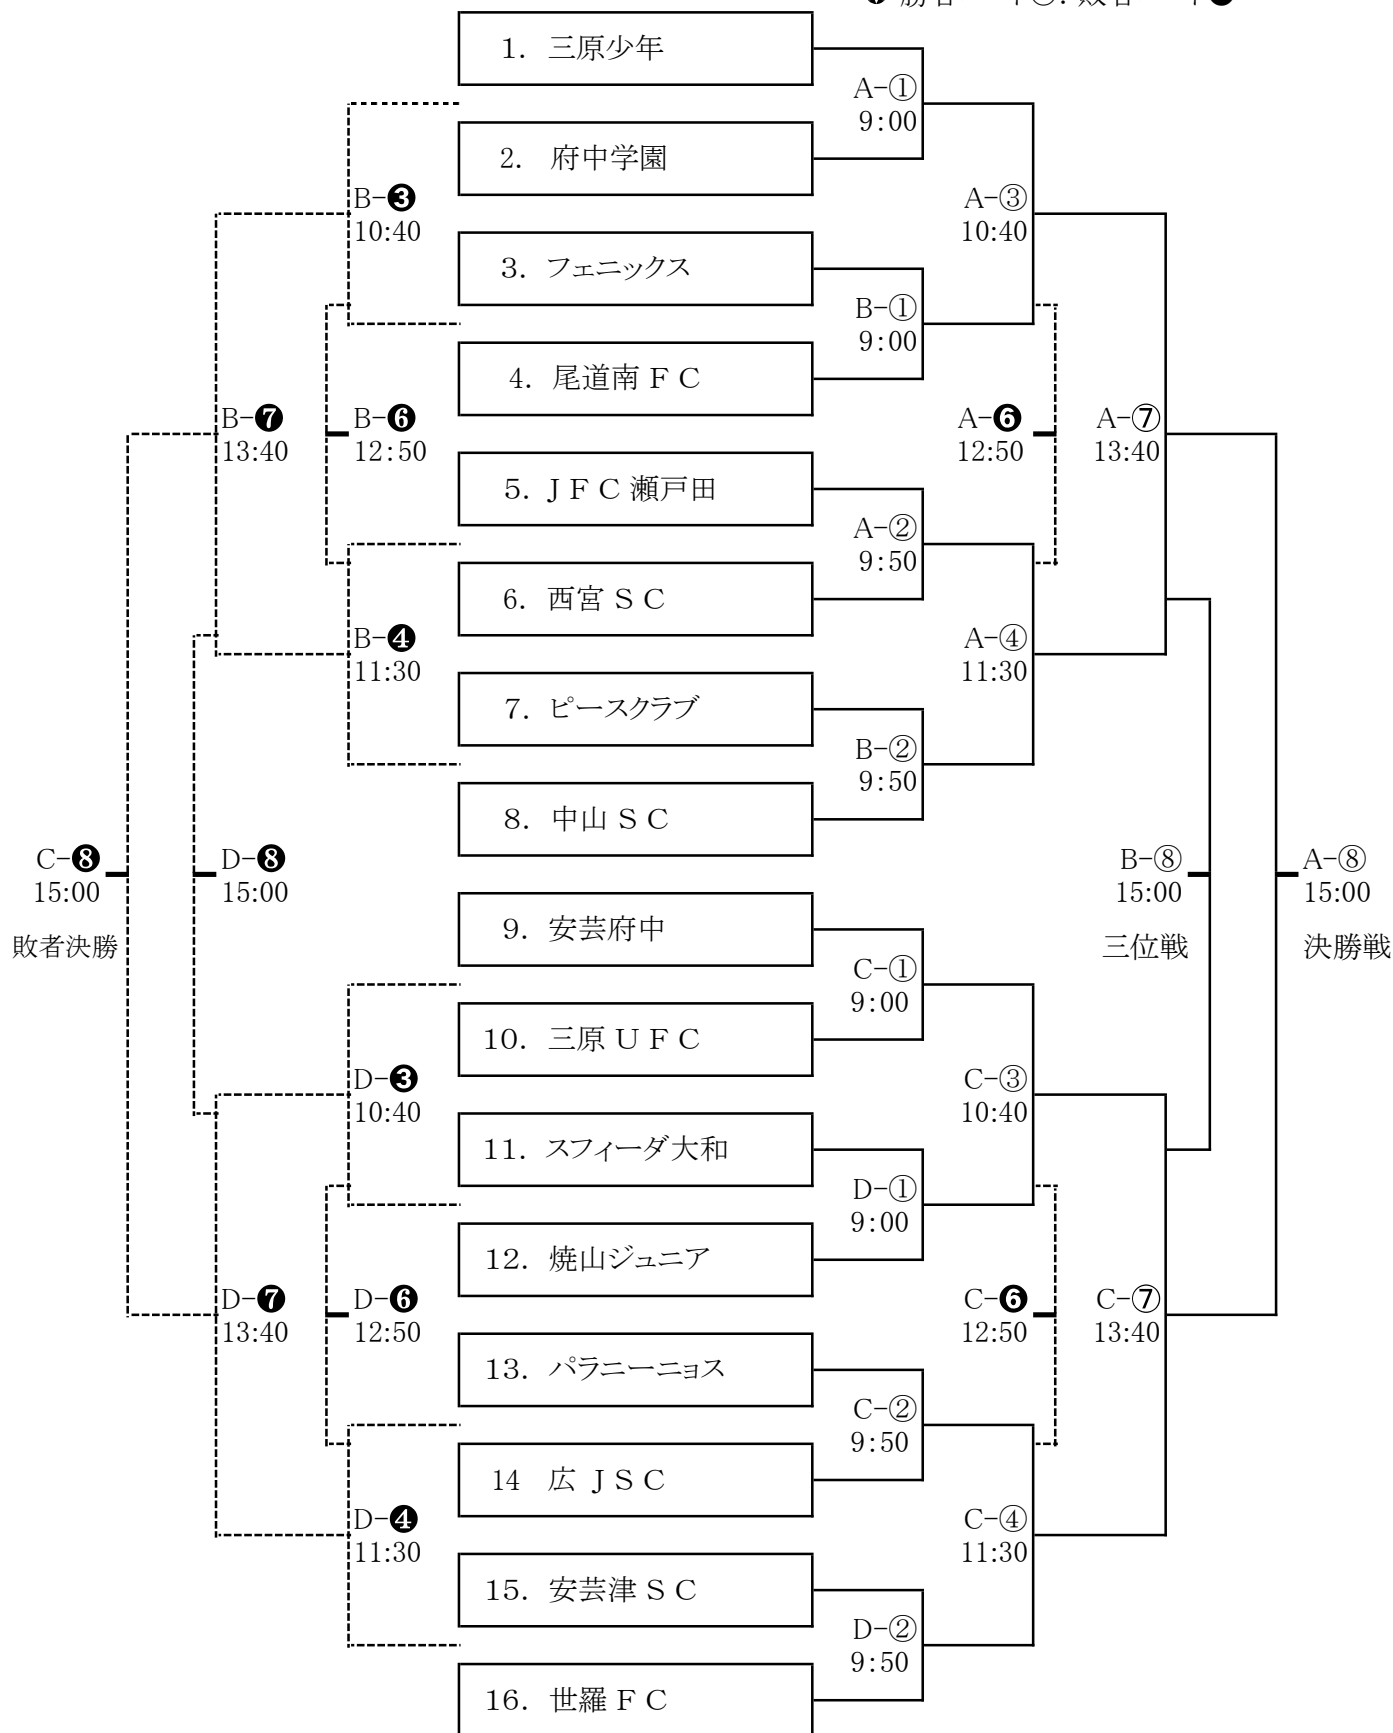 1. 三原少年
A-①
9:00
2. 府中学園
B-❸
10:40
A-③
10:40
3. フェニックス
B-①
9:00
4. 尾道南ＦＣ
B-❼
13:40
B-❻
12:50
A-❻
12:50
A-⑦
13:40
5. ＪＦＣ瀬戸田
A-②
9:50
6. 西宮ＳＣ
B-❹
11:30
A-④
11:30
7. ピースクラブ
B-②
9:50
8. 中山ＳＣ
C-❽
15:00
敗者決勝
D-❽
15:00
B-⑧
15:00
三位戦
A-⑧
15:00
決勝戦
9. 安芸府中
C-①
9:00
10. 三原ＵＦＣ
D-❸
10:40
C-③
10:40
11. スフィーダ大和
D-①
9:00
12. 焼山ジュニア
D-❼
13:40
D-❻
12:50
C-❻
12:50
C-⑦
13:40
13. パラニーニョス
C-②
9:50
14 広 ＪＳＣ
D-❹
11:30
C-④
11:30
15. 安芸津ＳＣ
D-②
9:50
16. 世羅ＦＣ